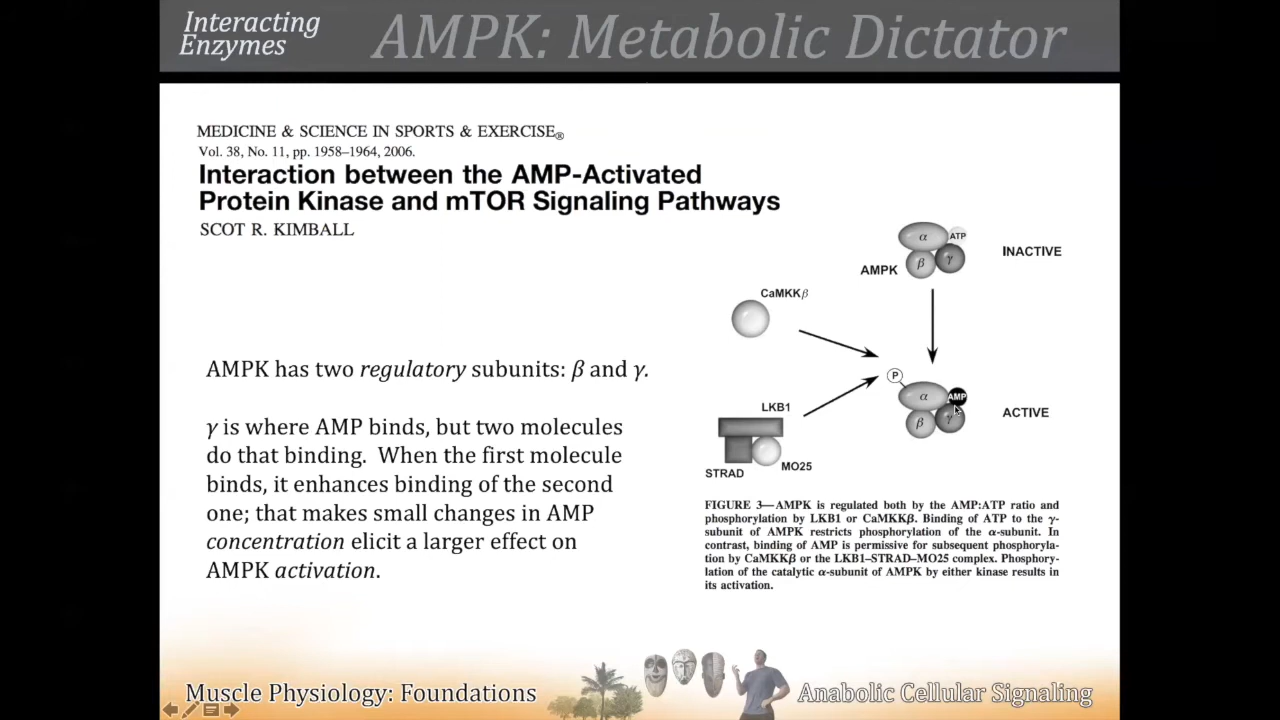 Interacting
Enzymes
AMPK: Metabolic Dictator
MEDICINE & SCIENCE IN SPORTS & EXERCISE®
Vol. 38, No. 11, pp. 1958–1964, 2006.
Interaction between the AMP-Activated
Protein Kinase and mTOR Signaling Pathways
SCOT R. KIMBALL
α
ATP
β
γ
AMPK
INACTIVE
CaMKKβ
P
α
AMP
β
γ
ACTIVE
LKB1
STRAD
MO25
AMPK has two regulatory subunits: β and γ.
γ is where AMP binds, but two molecules
do that binding. When the first molecule
binds, it enhances binding of the second
one; that makes small changes in AMP
concentration elicit a larger effect on
AMPK activation.
FIGURE 3—AMPK is regulated both by the AMP:ATP ratio and
phosphorylation by LKB1 or CaMKKβ. Binding of ATP to the γ-
subunit of AMPK restricts phosphorylation of the α-subunit. In
contrast, binding of AMP is permissive for subsequent phosphoryla-
tion by CaMKKβ or the LKB1–STRAD–MO25 complex. Phosphory-
lation of the catalytic α-subunit of AMPK by either kinase results in
its activation.
Muscle Physiology: Foundations
Anabolic Cellular Signaling